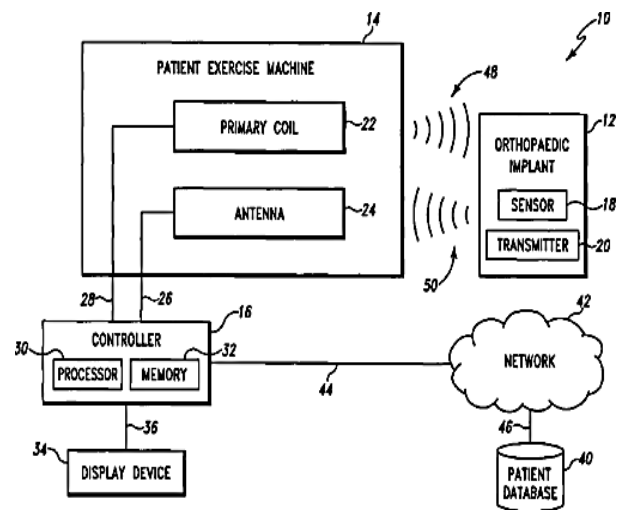 14
10
PATIENT EXERCISE MACHINE
48
PRIMARY COIL
22
12
ORTHOPAEDIC
IMPLANT
ANTENNA
24
SENSOR
18
TRANSMITTER
20
50
28
26
16
42
CONTROLLER
30
32
PROCESSOR
MEMORY
NETWORK
44
36
46
34
DISPLAY DEVICE
PATIENT
DATABASE
40